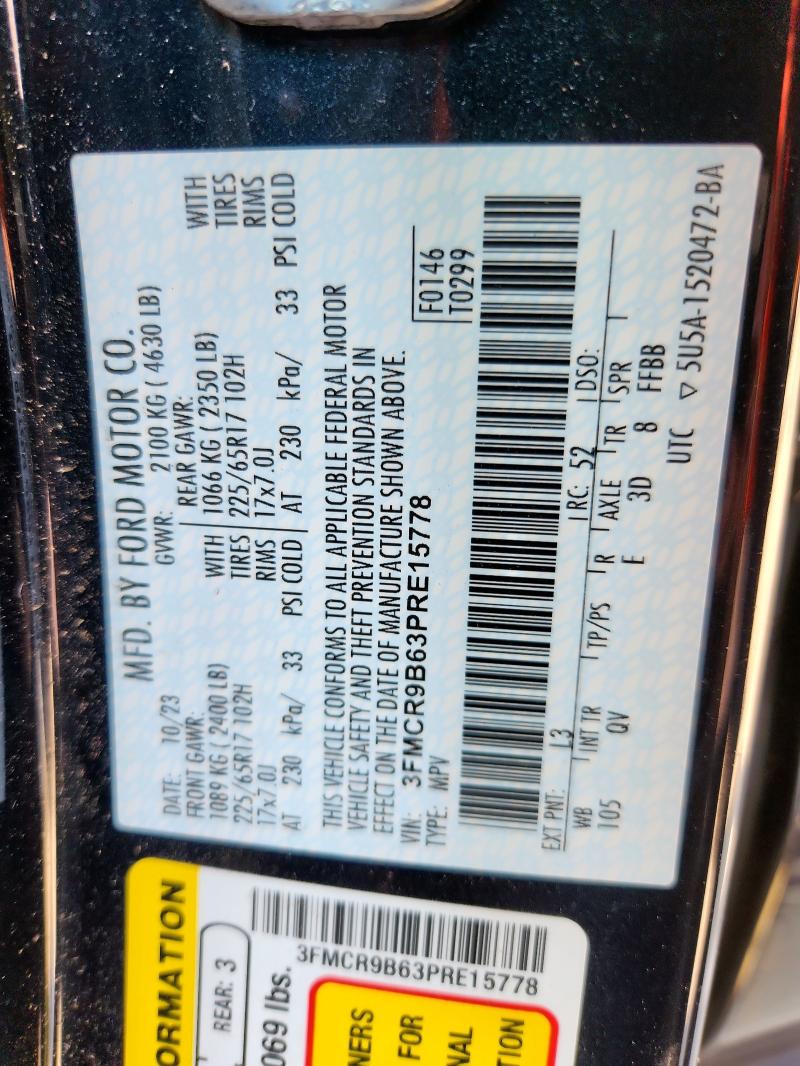 MFD. BY FORD MOTOR CO.
DATE: 10/23 GVWR: 2100 KG ( 4630 LB)
FRONT GAWR: REAR GAWR:
1089 KG ( 2400 LB) WITH 1066 KG ( 2350 LB) WITH
225/65R17 102H TIRES 225/65R17 102H TIRES
17x7.0J RIMS 17x7.0J RIMS
AT 230 kPa/ 33 PSI COLD AT 230 kPa/ 33 PSI COLD
THIS VEHICLE CONFORMS TO ALL APPLICABLE FEDERAL MOTOR
VEHICLE SAFETY AND THEFT PREVENTION STANDARDS IN
EFFECT ON THE DATE OF MANUFACTURE SHOWN ABOVE.
VIN: 3FMCR9B63PRE15778 F0146
TYPE: MPV T0299
EXT PNT: L3 RC: 52 DSO:
WB INT TR TP/PS R AXLE TR SPR
105 QV E 3D 8 FFBB
UTC ▽ 5U5A-1520472-BA
ORMATION
REAR: 3
069 lbs.
3FMCR9B63PRE15778
NERS
FOR
NAL
TION